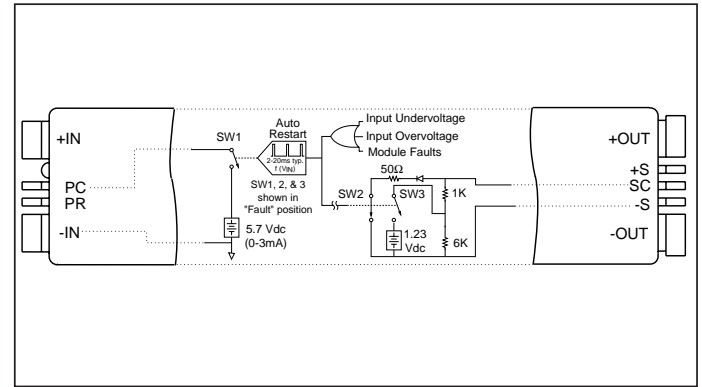 +IN
PC
PR
-IN
SW1
Auto
Restart
2-20ms typ.
f (VIN)
SW1, 2, & 3
shown in
"Fault" position
5.7 Vdc
(0-3mA)
Input Undervoltage
Input Overvoltage
Module Faults
50Ω
SW2
SW3
1K
1.23
Vdc
6K
+OUT
+S
SC
-S
-OUT